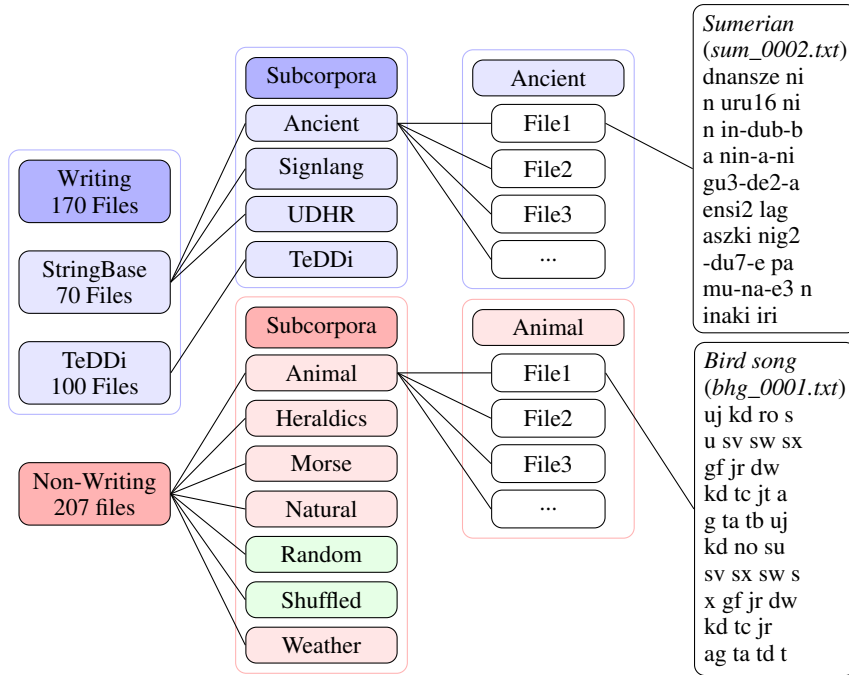 Writing
170 Files
StringBase
70 Files
TeDDi
100 Files
Non-Writing
207 files
Subcorpora
Ancient
Signlang
UDHR
TeDDi
Subcorpora
Animal
Heraldics
Morse
Natural
Random
Shuffled
Weather
Ancient
File1
File2
File3
...
Animal
File1
File2
File3
...
Sumerian
(sum_0002.txt)
dnansze ni
n uru16 ni
n in-dub-b
a nin-a-ni
gu3-de2-a
ensi2 lag
aszki nig2
-du7-e pa
mu-na-e3 n
inaki iri
Bird song
(bhg_0001.txt)
uj kd ro s
u sv sw sx
gf jr dw
kd tc jt a
g ta tb uj
kd no su
sv sx sw s
x gf jr dw
kd tc jr
ag ta td t